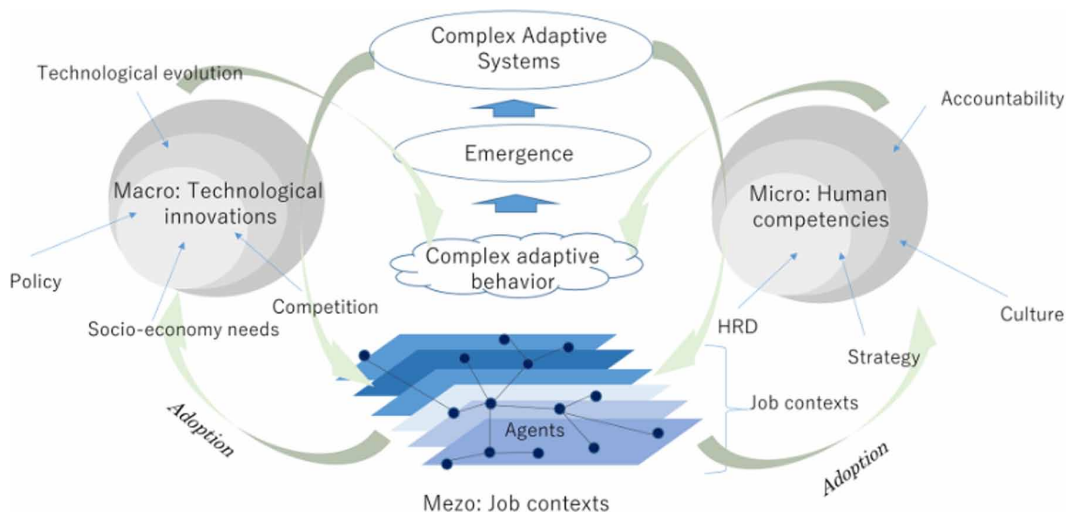 Complex Adaptive
Systems
Technological evolution
Accountability
Emergence
Macro: Technological
innovations
Micro: Human
competencies
Complex adaptive
behavior
Policy
Competition
Socio-economy needs
HRD
Culture
Strategy
Adoption
Agents
Job contexts
Adoption
Mezo: Job contexts